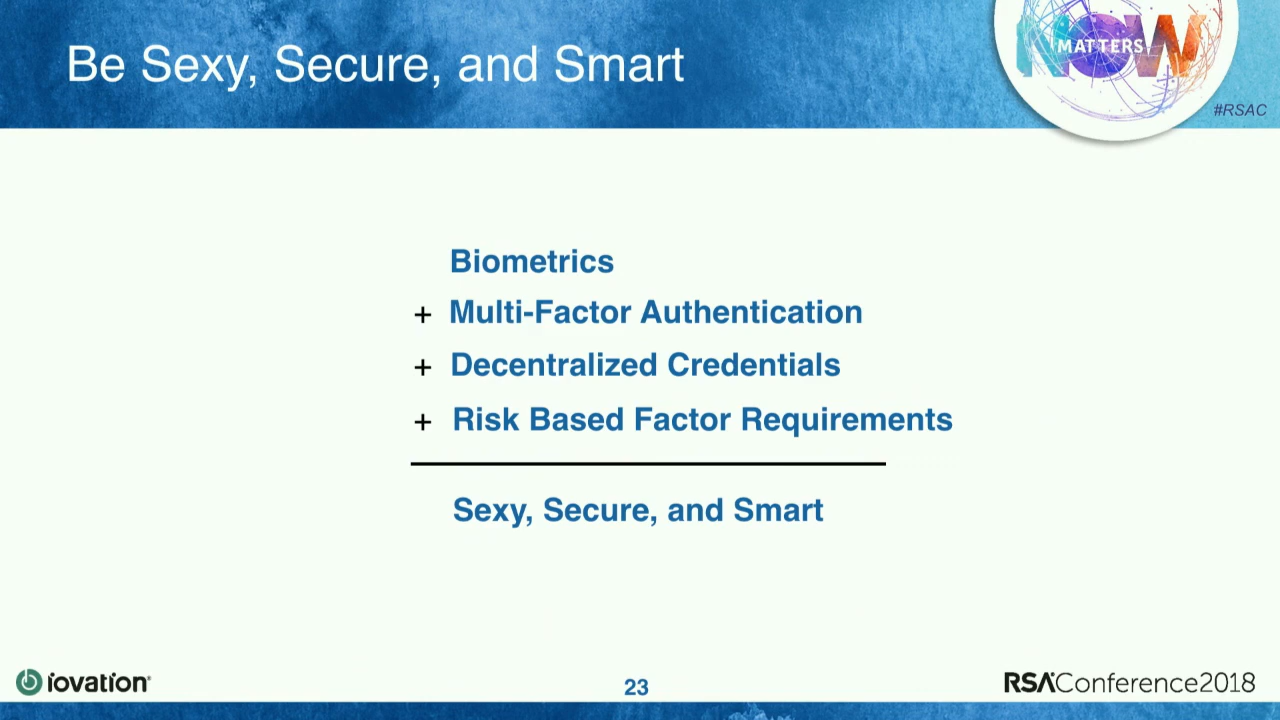 Be Sexy, Secure, and Smart
NOW
MATTERS
#RSAC
Biometrics
+ Multi-Factor Authentication
+ Decentralized Credentials
+ Risk Based Factor Requirements
Sexy, Secure, and Smart
iovation
23
RSAConference2018